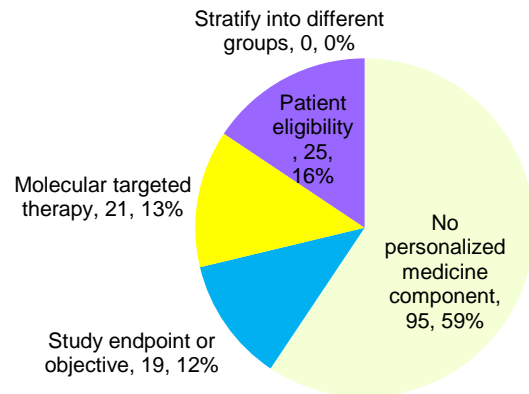 Stratify into different
groups, 0, 0%
Patient
eligibility
, 25,
16%
Molecular targeted
therapy, 21, 13%
No
personalized
medicine
component,
95, 59%
Study endpoint or
objective, 19, 12%